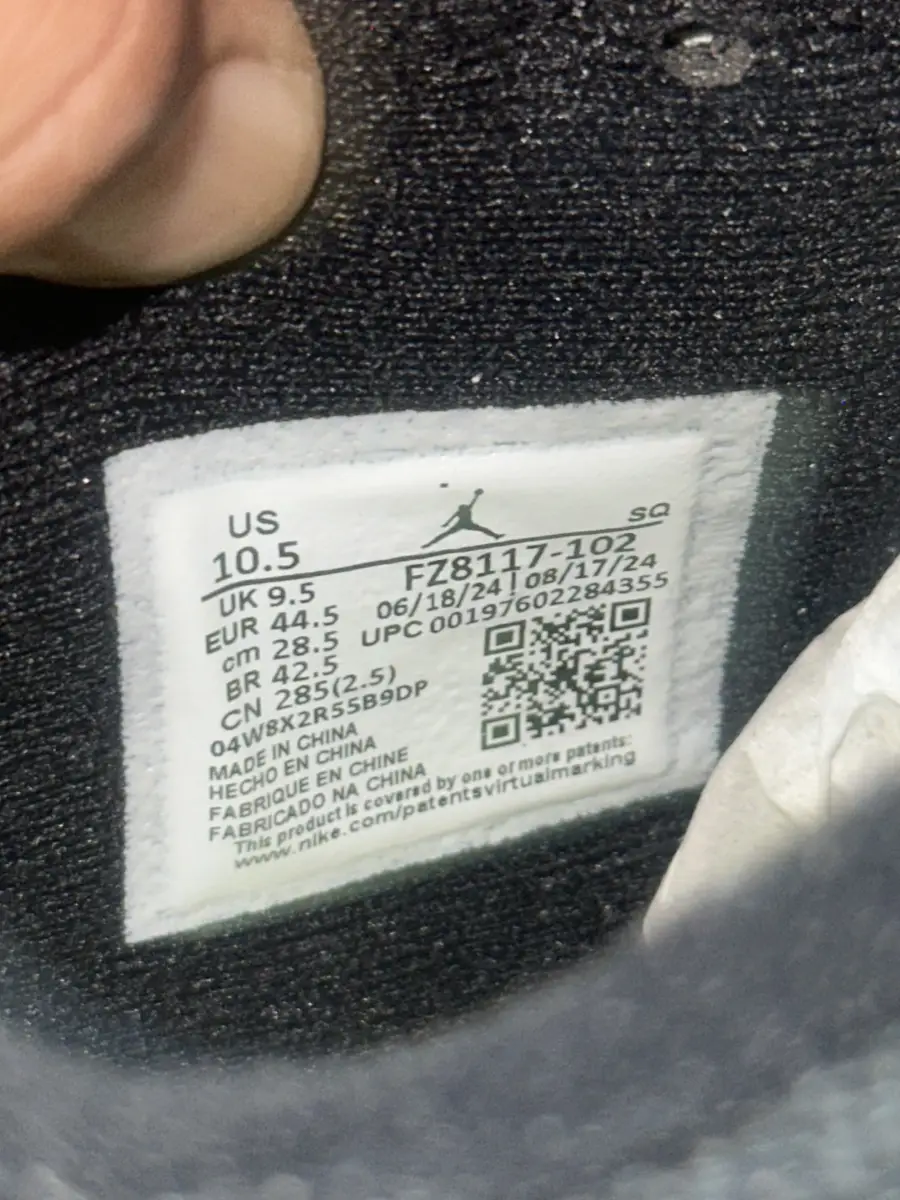 US
10.5
SQ
UK 9.5
FZ8117-102
EUR 44.5
06/18/24 | 08/17/24
cm 28.5
UPC 00197602284355
BR 42.5
CN 285(2.5)
04W8X2R55B9DP
MADE IN CHINA
HECHO EN CHINA
FABRIQUE EN CHINE
FABRICADO NA CHINA
This product is covered by one or more patents:
www.nike.com/patentsvirtualmarking